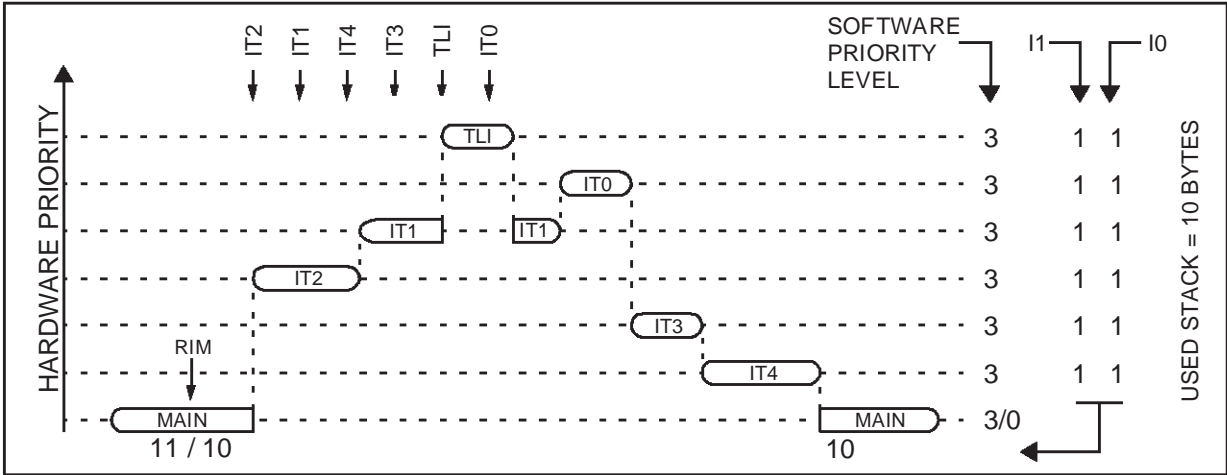 IT2
IT1
IT4
IT3
TLI
IT0
SOFTWARE
PRIORITY
LEVEL
I1
I0
HARDWARE PRIORITY
TLI
3
1 1
IT0
3
1 1
IT1
IT1
3
1 1
IT2
3
1 1
IT3
3
1 1
RIM
IT4
3
1 1
MAIN
MAIN
3/0
11 / 10
10
USED STACK = 10 BYTES